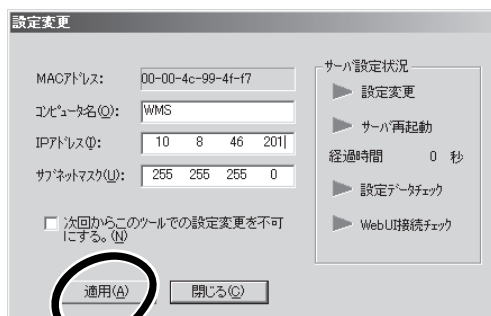 設定変更
MACアドレス: 00-00-4c-99-4f-f7
コンピュータ名(O): WMS
IPアドレス(I): 10 8 46 201
サブネットマスク(U): 255 255 255 0
次回からこのツールでの設定変更を不可
にする。(N)
適用(A) 閉じる(C)
サーバ設定状況
設定変更
サーバ再起動
経過時間 0 秒
設定データチェック
WebUI接続チェック